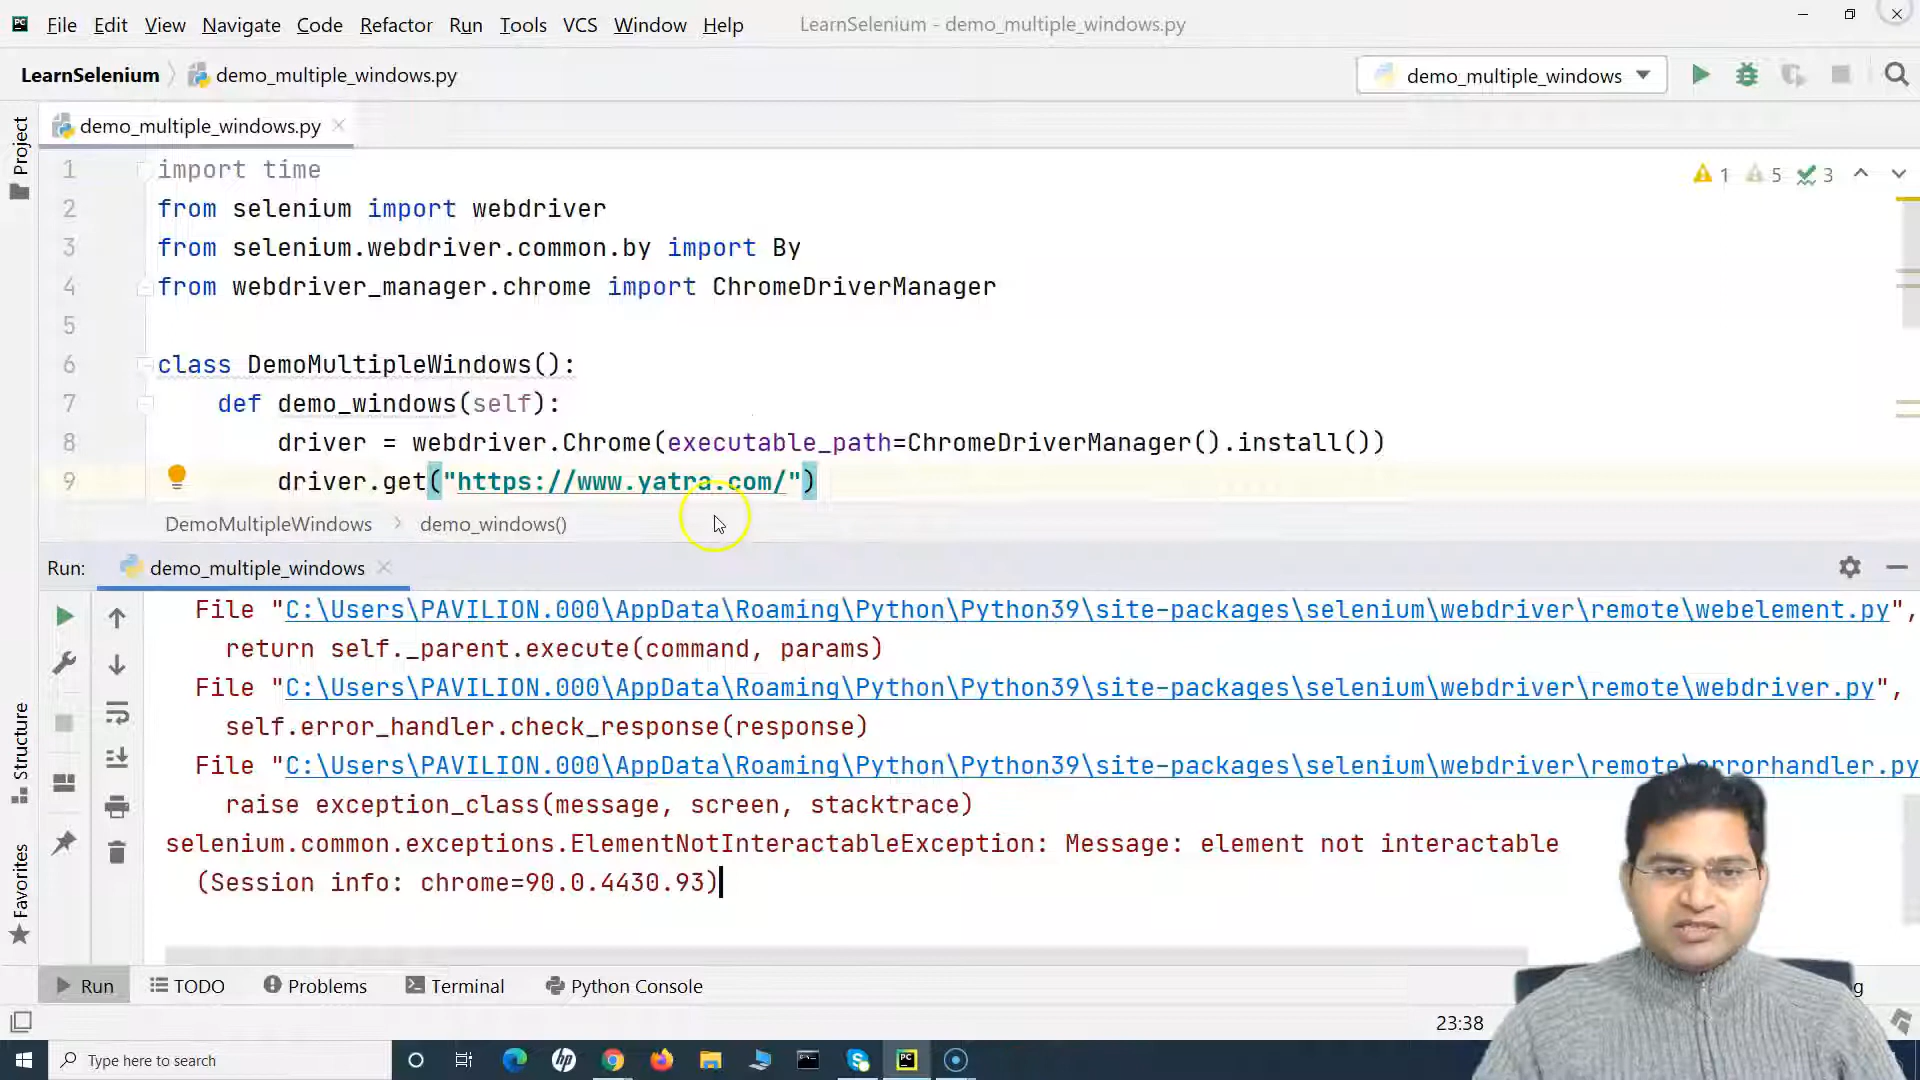 File Edit View Navigate Code Refactor Run Tools VCS Window Help LearnSelenium - demo_multiple_windows.py
LearnSelenium demo_multiple_windows.py demo_multiple_windows
demo_multiple_windows.py
Project
1 import time
1 5 3
2 from selenium import webdriver
3 from selenium.webdriver.common.by import By
4 from webdriver_manager.chrome import ChromeDriverManager
5
6 class DemoMultipleWindows():
7 def demo_windows(self):
8 driver = webdriver.Chrome(executable_path=ChromeDriverManager().install())
9 driver.get("https://www.yatra.com/")
DemoMultipleWindows > demo_windows()
Run: demo_multiple_windows
File "C:\Users\PAVILION.000\AppData\Roaming\Python\Python39\site-packages\selenium\webdriver\remote\webelement.py",
return self._parent.execute(command, params)
File "C:\Users\PAVILION.000\AppData\Roaming\Python\Python39\site-packages\selenium\webdriver\remote\webdriver.py",
self.error_handler.check_response(response)
File "C:\Users\PAVILION.000\AppData\Roaming\Python\Python39\site-packages\selenium\webdriver\remote\errorhandler.py
raise exception_class(message, screen, stacktrace)
selenium.common.exceptions.ElementNotInteractableException: Message: element not interactable
(Session info: chrome=90.0.4430.93)
Structure
Favorites
Run TODO Problems Terminal Python Console
23:38
Type here to search
hp
PC